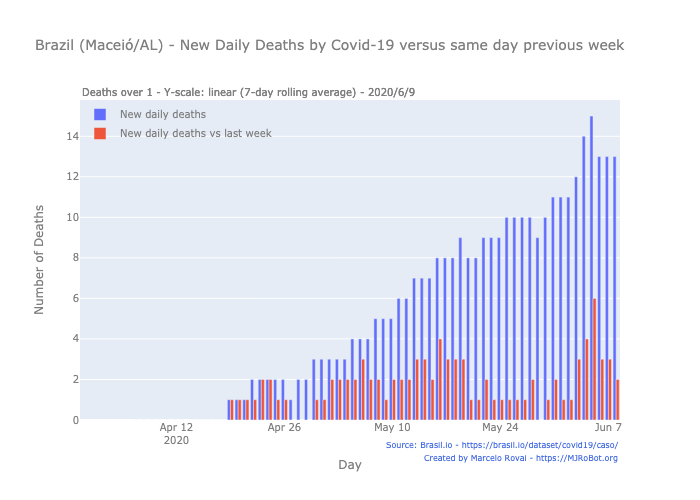 Brazil (Maceió/AL) - New Daily Deaths by Covid-19 versus same day previous week
Deaths over 1 - Y-scale: linear (7-day rolling average) - 2020/6/9
New daily deaths
New daily deaths vs last week
Number of Deaths
14
12
10
8
6
4
2
0
Apr 12 Apr 26 May 10 May 24 Jun 7
2020
Day
Source: Brasil.io - https://brasil.io/dataset/covid19/caso/
Created by Marcelo Rovai - https://MJRoBot.org